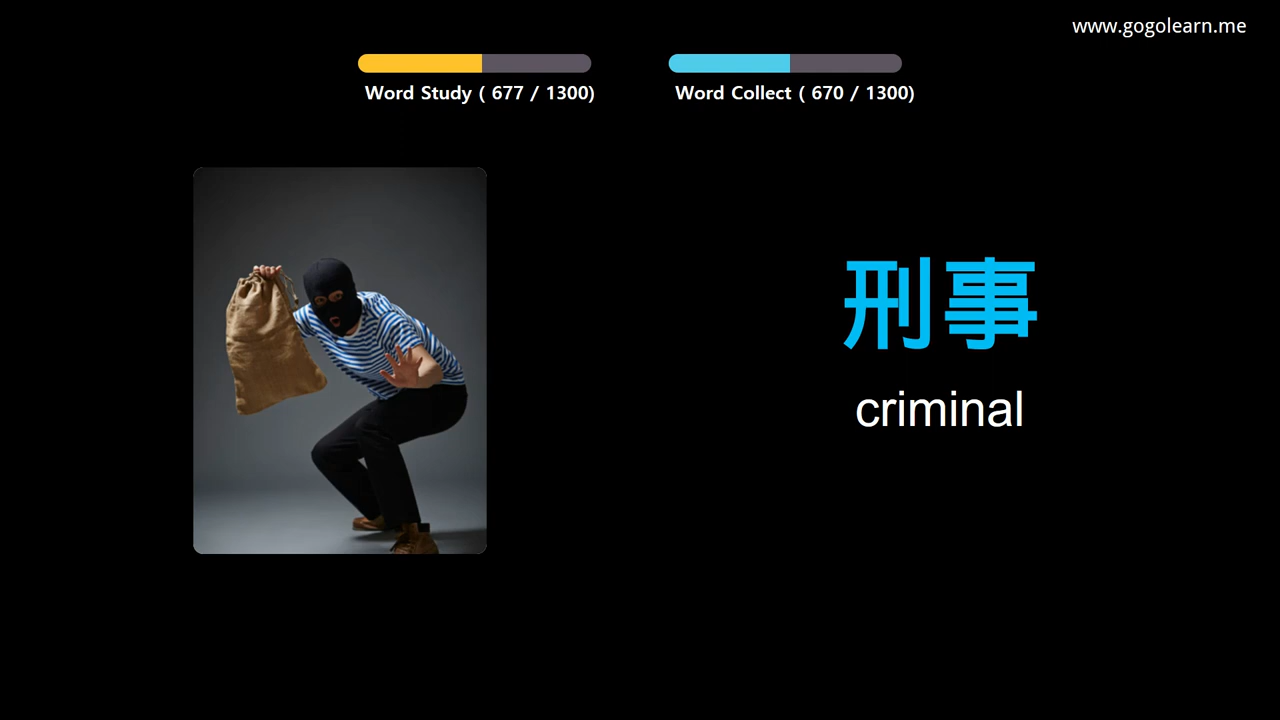 www.gogolearn.me
Word Study ( 677 / 1300)
Word Collect ( 670 / 1300)
刑事
criminal